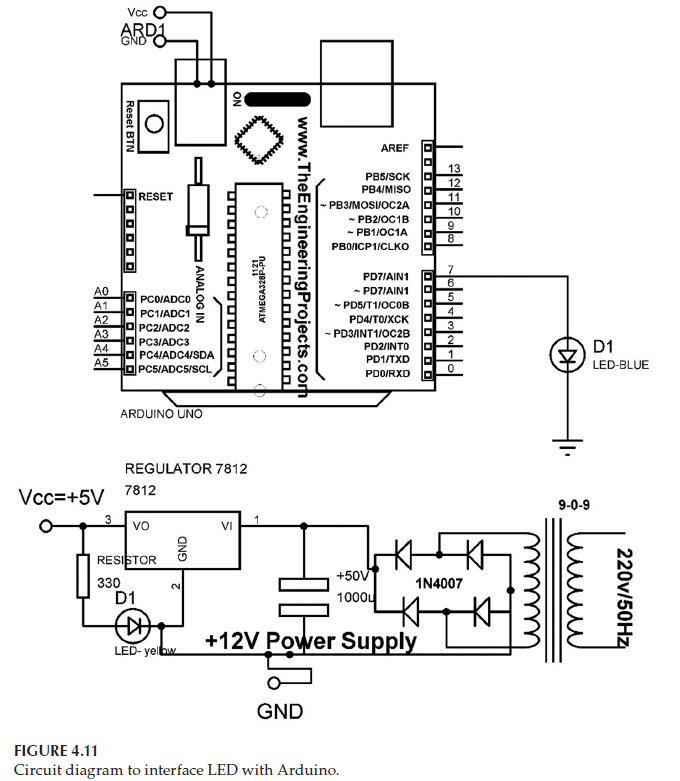 Vcc
ARD1
GND
ON
Reset BTN
www.TheEngineeringProjects.com
AREF
RESET
PB5/SCK 13
PB4/MISO 12
~ PB3/MOSI/OC2A 11
~ PB2/OC1B 10
~ PB1/OC1A 9
PB0/ICP1/CLKO 8
1121
ATMEGA328P-PU
ANALOG IN
PD7/AIN1 7
~ PD7/AIN1 6
~ PD5/T1/OC0B 5
PD4/T0/XCK 4
~ PD3/INT1/OC2B 3
PD2/INT0 2
PD1/TXD 1
PD0/RXD 0
A0 PC0/ADC0
A1 PC1/ADC1
A2 PC2/ADC2
A3 PC3/ADC3
A4 PC4/ADC4/SDA
A5 PC5/ADC5/SCL
D1
LED-BLUE
ARDUINO UNO
REGULATOR 7812
7812
Vcc=+5V
3 VO VI 1
GND
2
RESISTOR
330
D1
LED- yellow
+50V
1000u
1N4007
9-0-9
220v/50Hz
+12V Power Supply
GND
FIGURE 4.11
Circuit diagram to interface LED with Arduino.